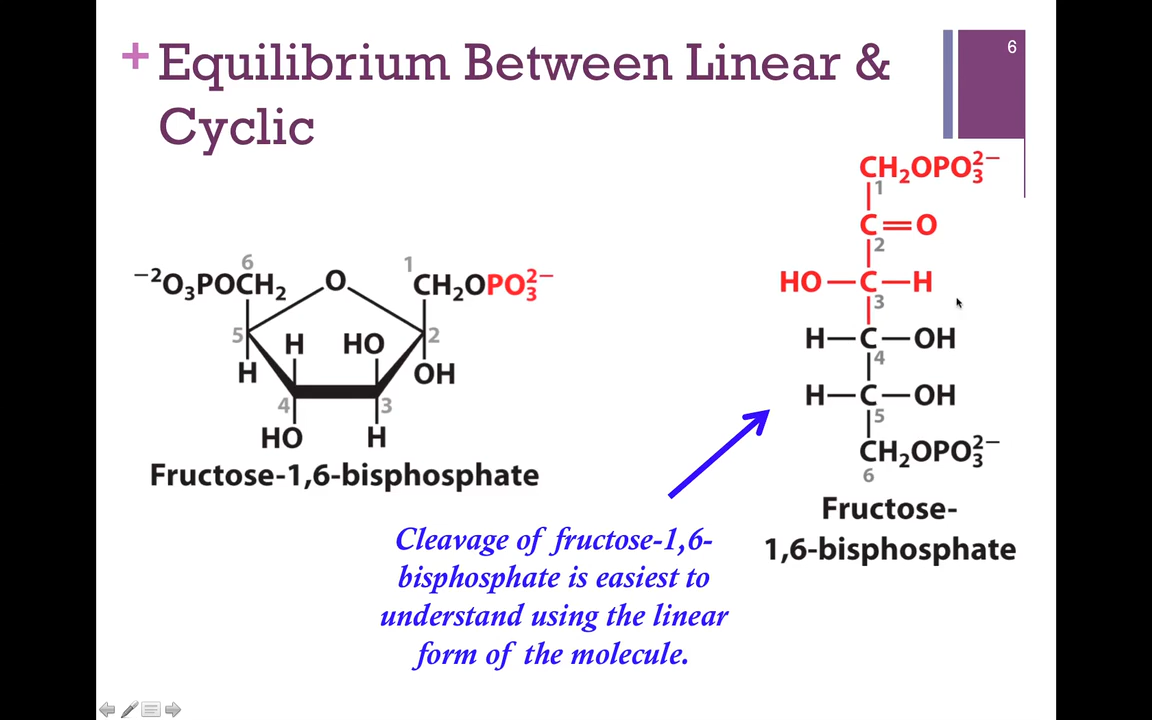 + Equilibrium Between Linear &
Cyclic
6
6
⁻²O₃POCH₂
O
1
CH₂OPO₃²⁻
5
H
HO
2
H
OH
4
3
HO
H
Fructose-1,6-bisphosphate
CH₂OPO₃²⁻
1
C=O
2
HO—C—H
3
H—C—OH
4
H—C—OH
5
CH₂OPO₃²⁻
6
Fructose-
1,6-bisphosphate
Cleavage of fructose-1,6-
bisphosphate is easiest to
understand using the linear
form of the molecule.